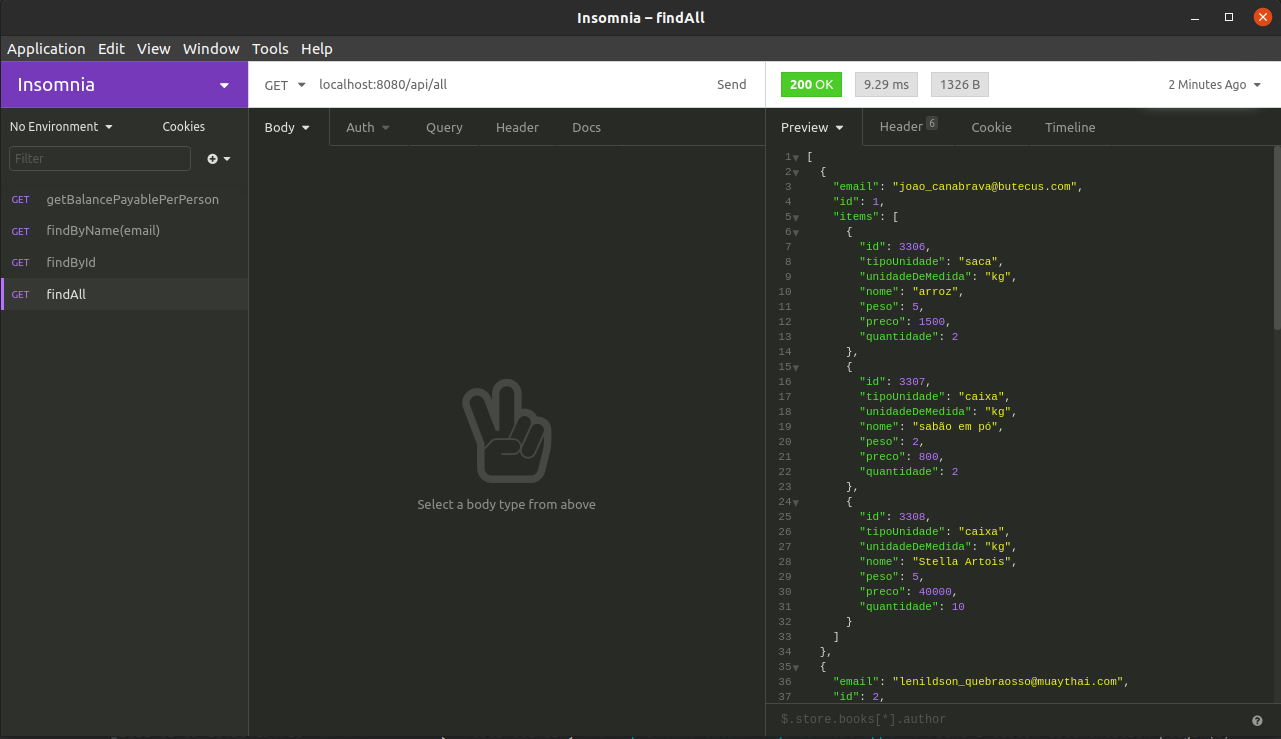 Insomnia – findAll
Application Edit View Window Tools Help
Insomnia
GET localhost:8080/api/all Send
200 OK 9.29 ms 1326 B 2 Minutes Ago
No Environment Cookies
Filter
GET getBalancePayablePerPerson
GET findByName(email)
GET findById
GET findAll
Body Auth Query Header Docs
Select a body type from above
Preview Header 6 Cookie Timeline
1 [
2 {
3 "email": "joao_canabrava@butecus.com",
4 "id": 1,
5 "items": [
6 {
7 "id": 3306,
8 "tipoUnidade": "saca",
9 "unidadeDeMedida": "kg",
10 "nome": "arroz",
11 "peso": 5,
12 "preco": 1500,
13 "quantidade": 2
14 },
15 {
16 "id": 3307,
17 "tipoUnidade": "caixa",
18 "unidadeDeMedida": "kg",
19 "nome": "sabão em pó",
20 "peso": 2,
21 "preco": 800,
22 "quantidade": 2
23 },
24 {
25 "id": 3308,
26 "tipoUnidade": "caixa",
27 "unidadeDeMedida": "kg",
28 "nome": "Stella Artois",
29 "peso": 5,
30 "preco": 40000,
31 "quantidade": 10
32 }
33 ]
34 },
35 {
36 "email": "lenildson_quebraosso@muaythai.com",
37 "id": 2,
$.store.books[*].author